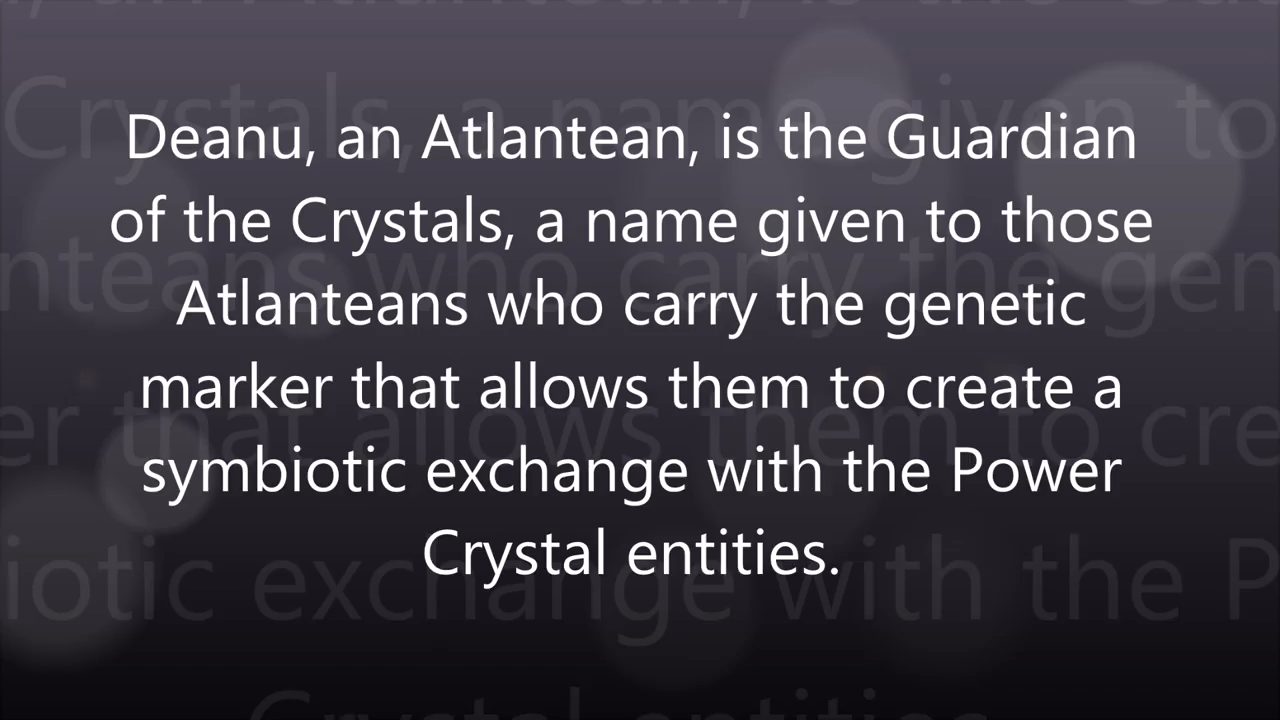 Deanu, an Atlantean, is the Guardian
of the Crystals, a name given to those
Atlanteans who carry the genetic
marker that allows them to create a
symbiotic exchange with the Power
Crystal entities.